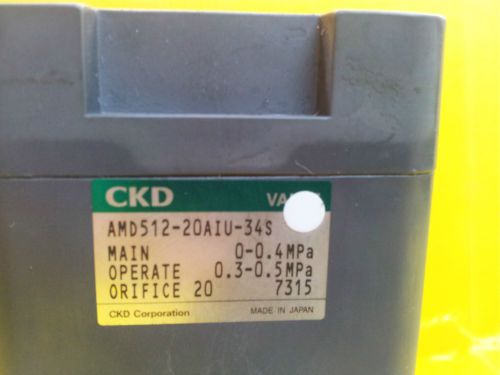 CKD
AMD512-20AIU-34S
MAIN 0-0.4MPa
OPERATE 0.3-0.5MPa
ORIFICE 20 7315
CKD Corporation MADE IN JAPAN